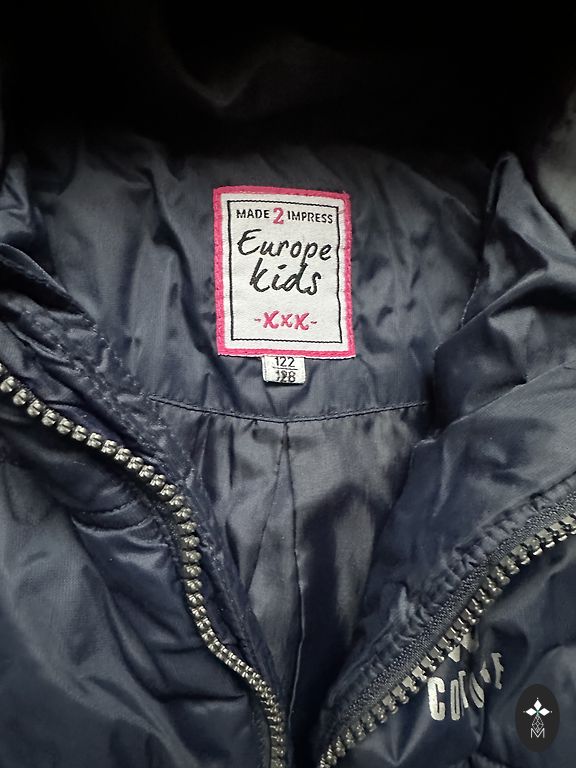 MADE 2 IMPRESS
Europe
Kids
-XXX-
122
128